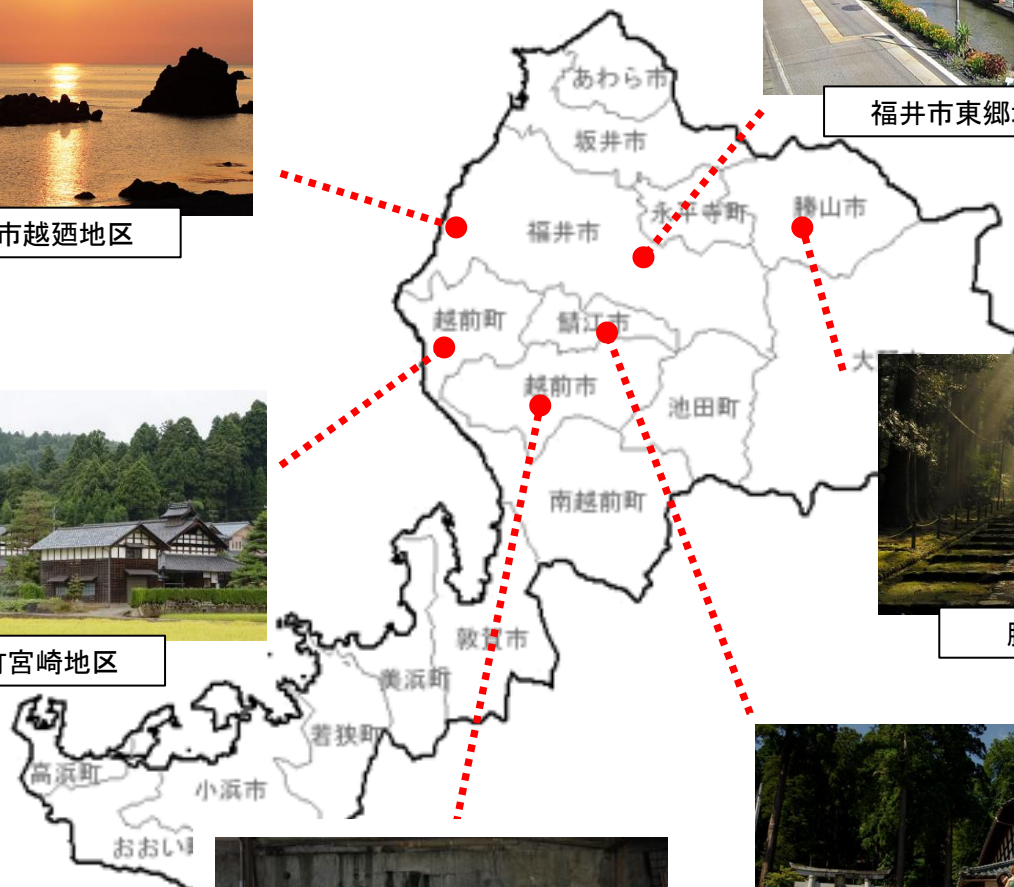 あわら市
福井市東郷
坂井市
永平寺町
勝山市
市越廼地区
福井市
越前町
鯖江市
越前市
池田町
南越前町
宮崎地区
敦賀市
美浜町
若狭町
高浜町
小浜市
おおい